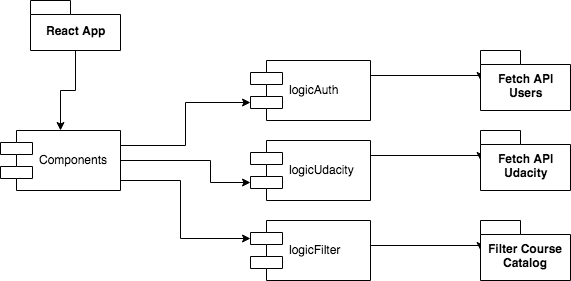 React App
Components
logicAuth
Fetch API
Users
logicUdacity
Fetch API
Udacity
logicFilter
Filter Course
Catalog